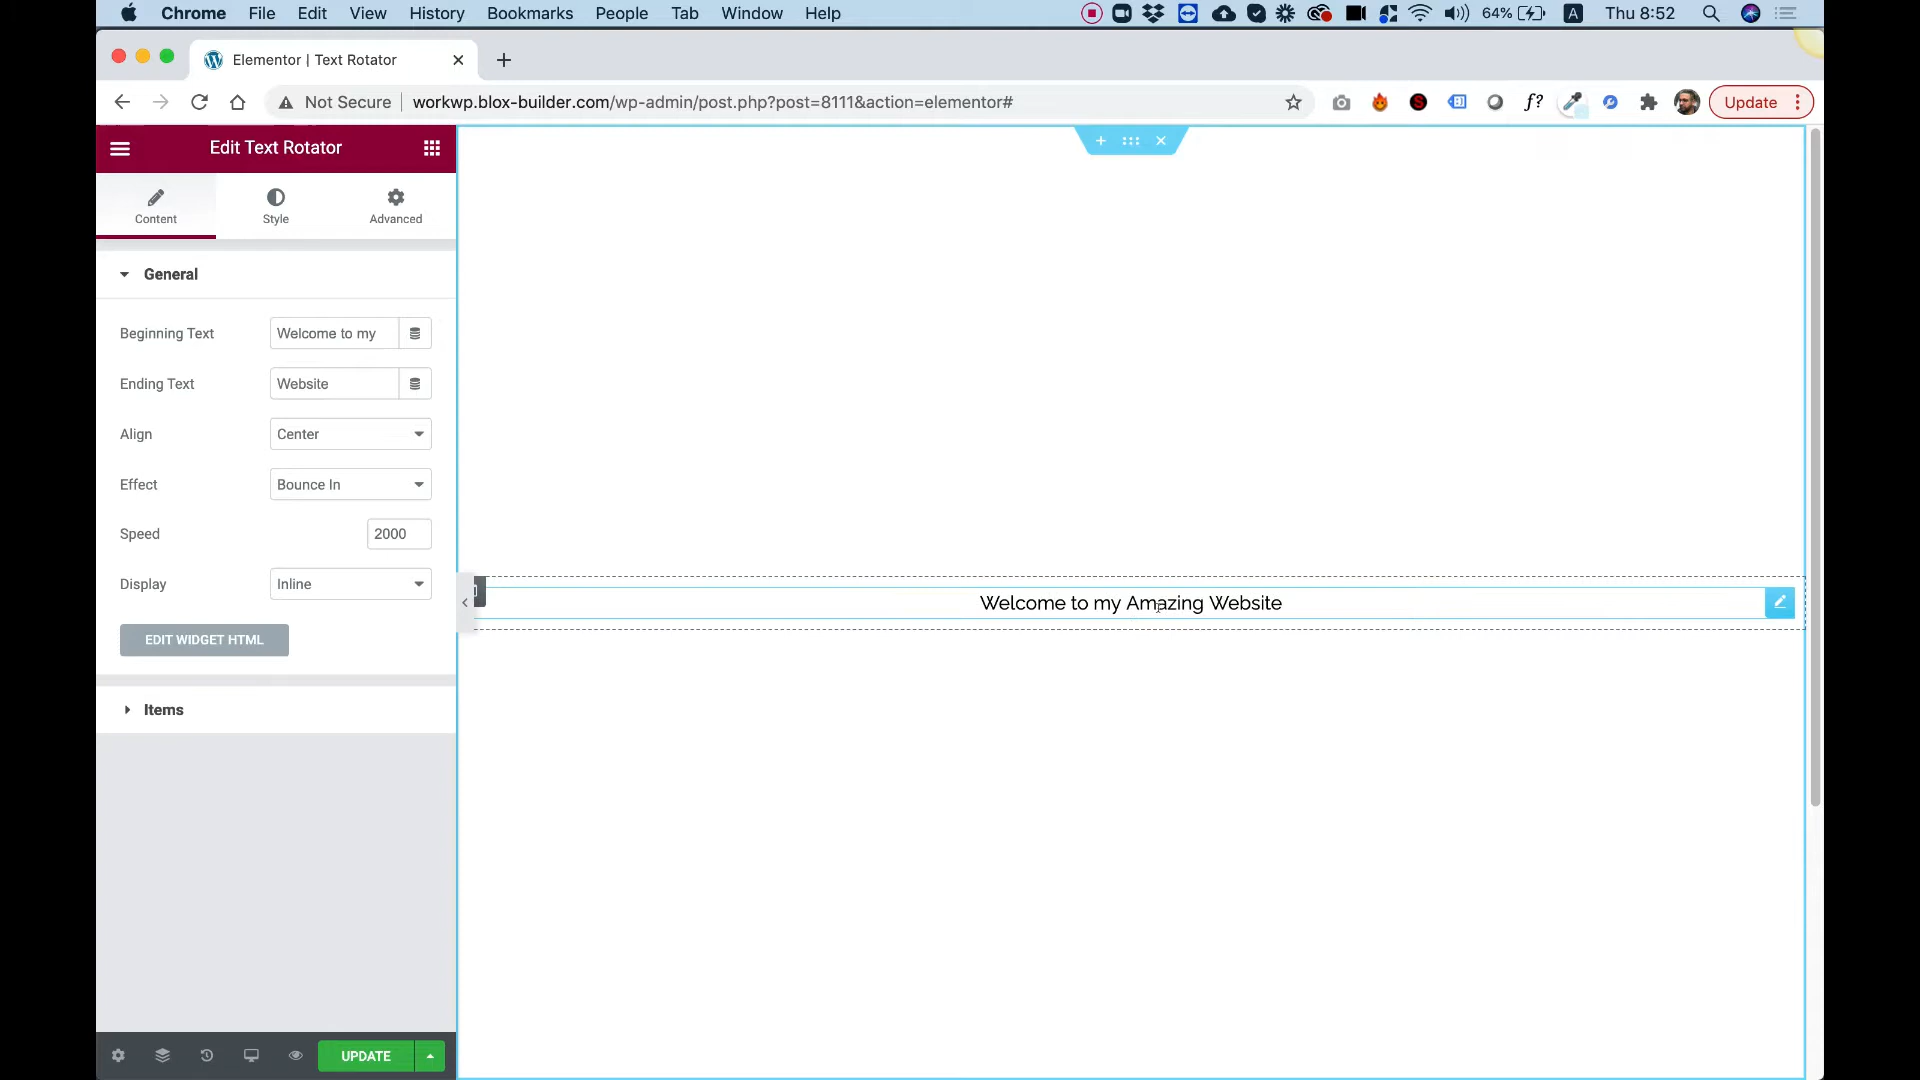 Chrome File Edit View History Bookmarks People Tab Window Help 64% A Thu 8:52
Elementor | Text Rotator
Not Secure workwp.blox-builder.com/wp-admin/post.php?post=8111&action=elementor# S f? Update
Edit Text Rotator
Content Style Advanced
General
Beginning Text Welcome to my
Ending Text Website
Align Center
Effect Bounce In
Speed 2000
Display Inline
Welcome to my Amazing Website
EDIT WIDGET HTML
Items
UPDATE